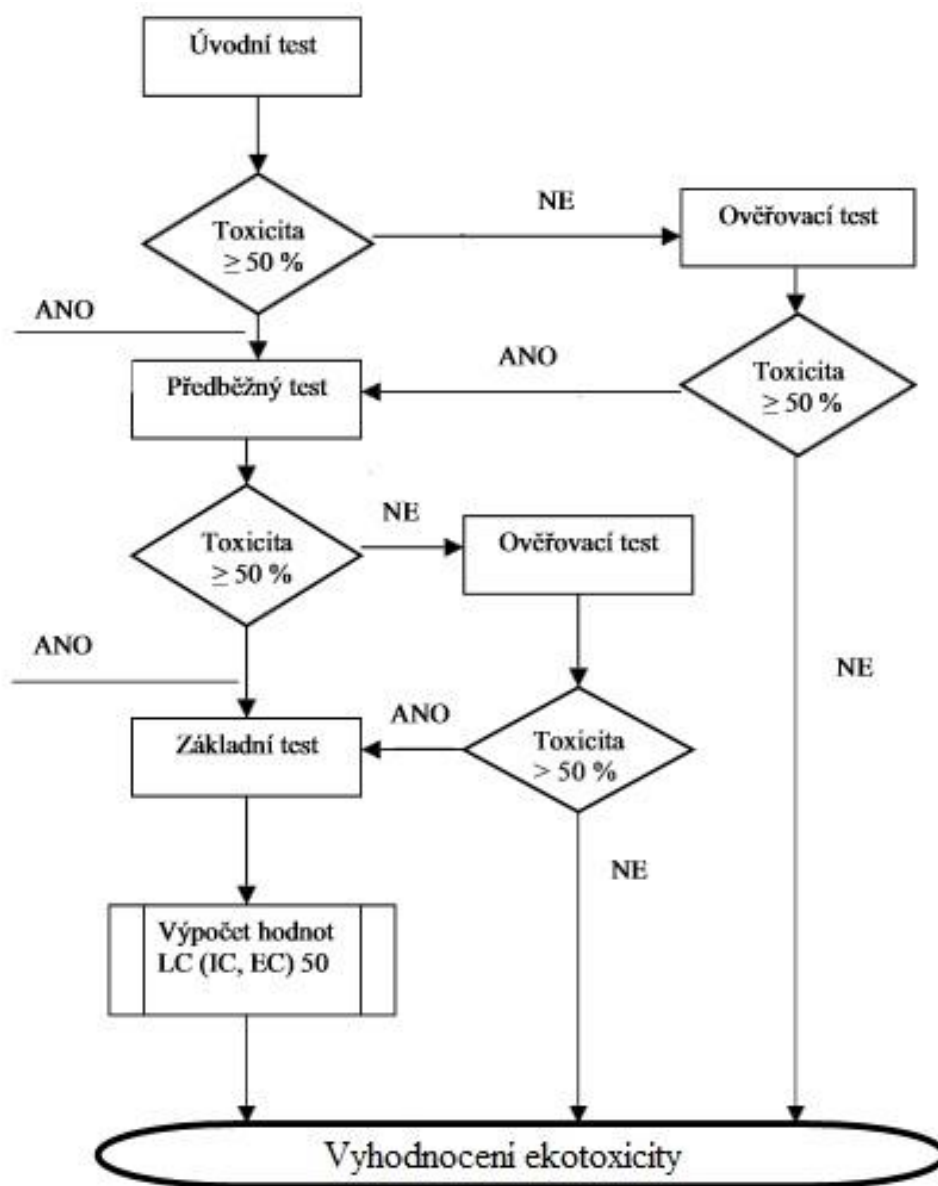 Úvodní test
Toxicita
≥ 50 %
NE
Ověřovací test
ANO
Předběžný test
ANO
Toxicita
≥ 50 %
Toxicita
≥ 50 %
NE
Ověřovací test
ANO
NE
Základní test
ANO
Toxicita
> 50 %
NE
Výpočet hodnot
LC (IC, EC) 50
Vyhodnoceni ekotoxicity